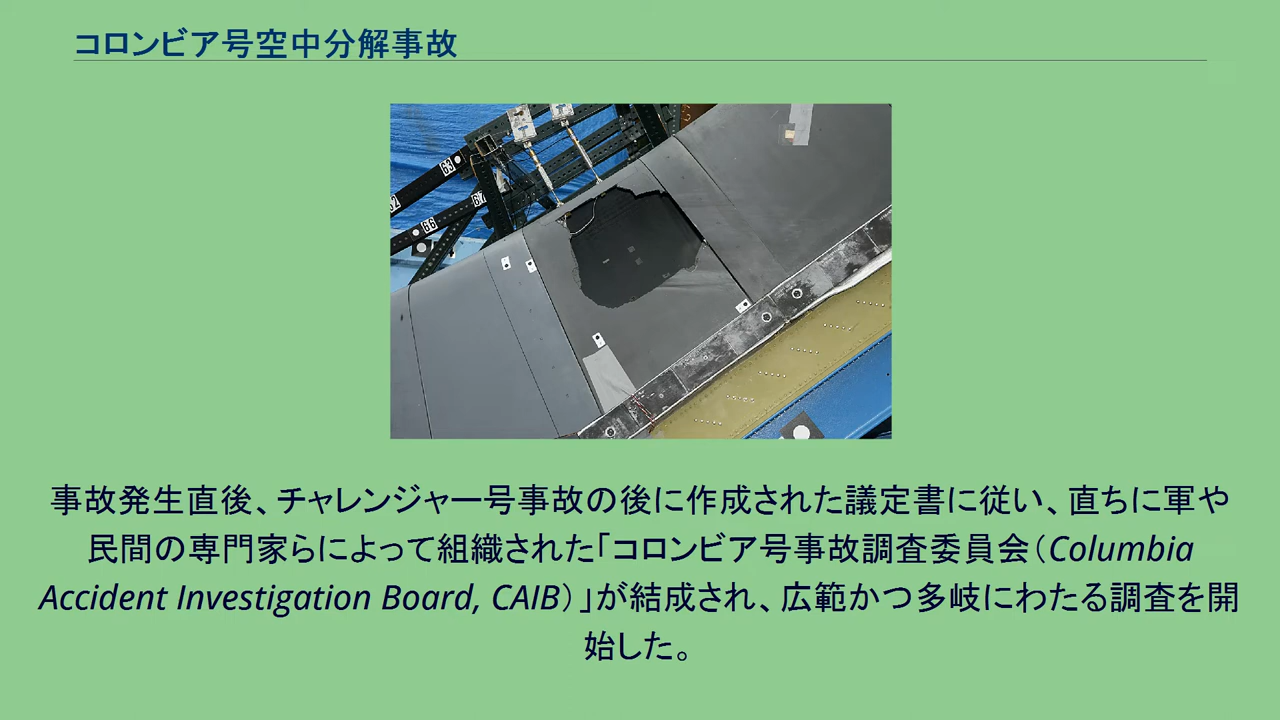 コロンビア号空中分解事故
63
62
66
67
事故発生直後、チャレンジャー号事故の後に作成された議定書に従い、直ちに軍や
民間の専門家らによって組織された「コロンビア号事故調査委員会（Columbia
Accident Investigation Board, CAIB）」が結成され、広範かつ多岐にわたる調査を開
始した。